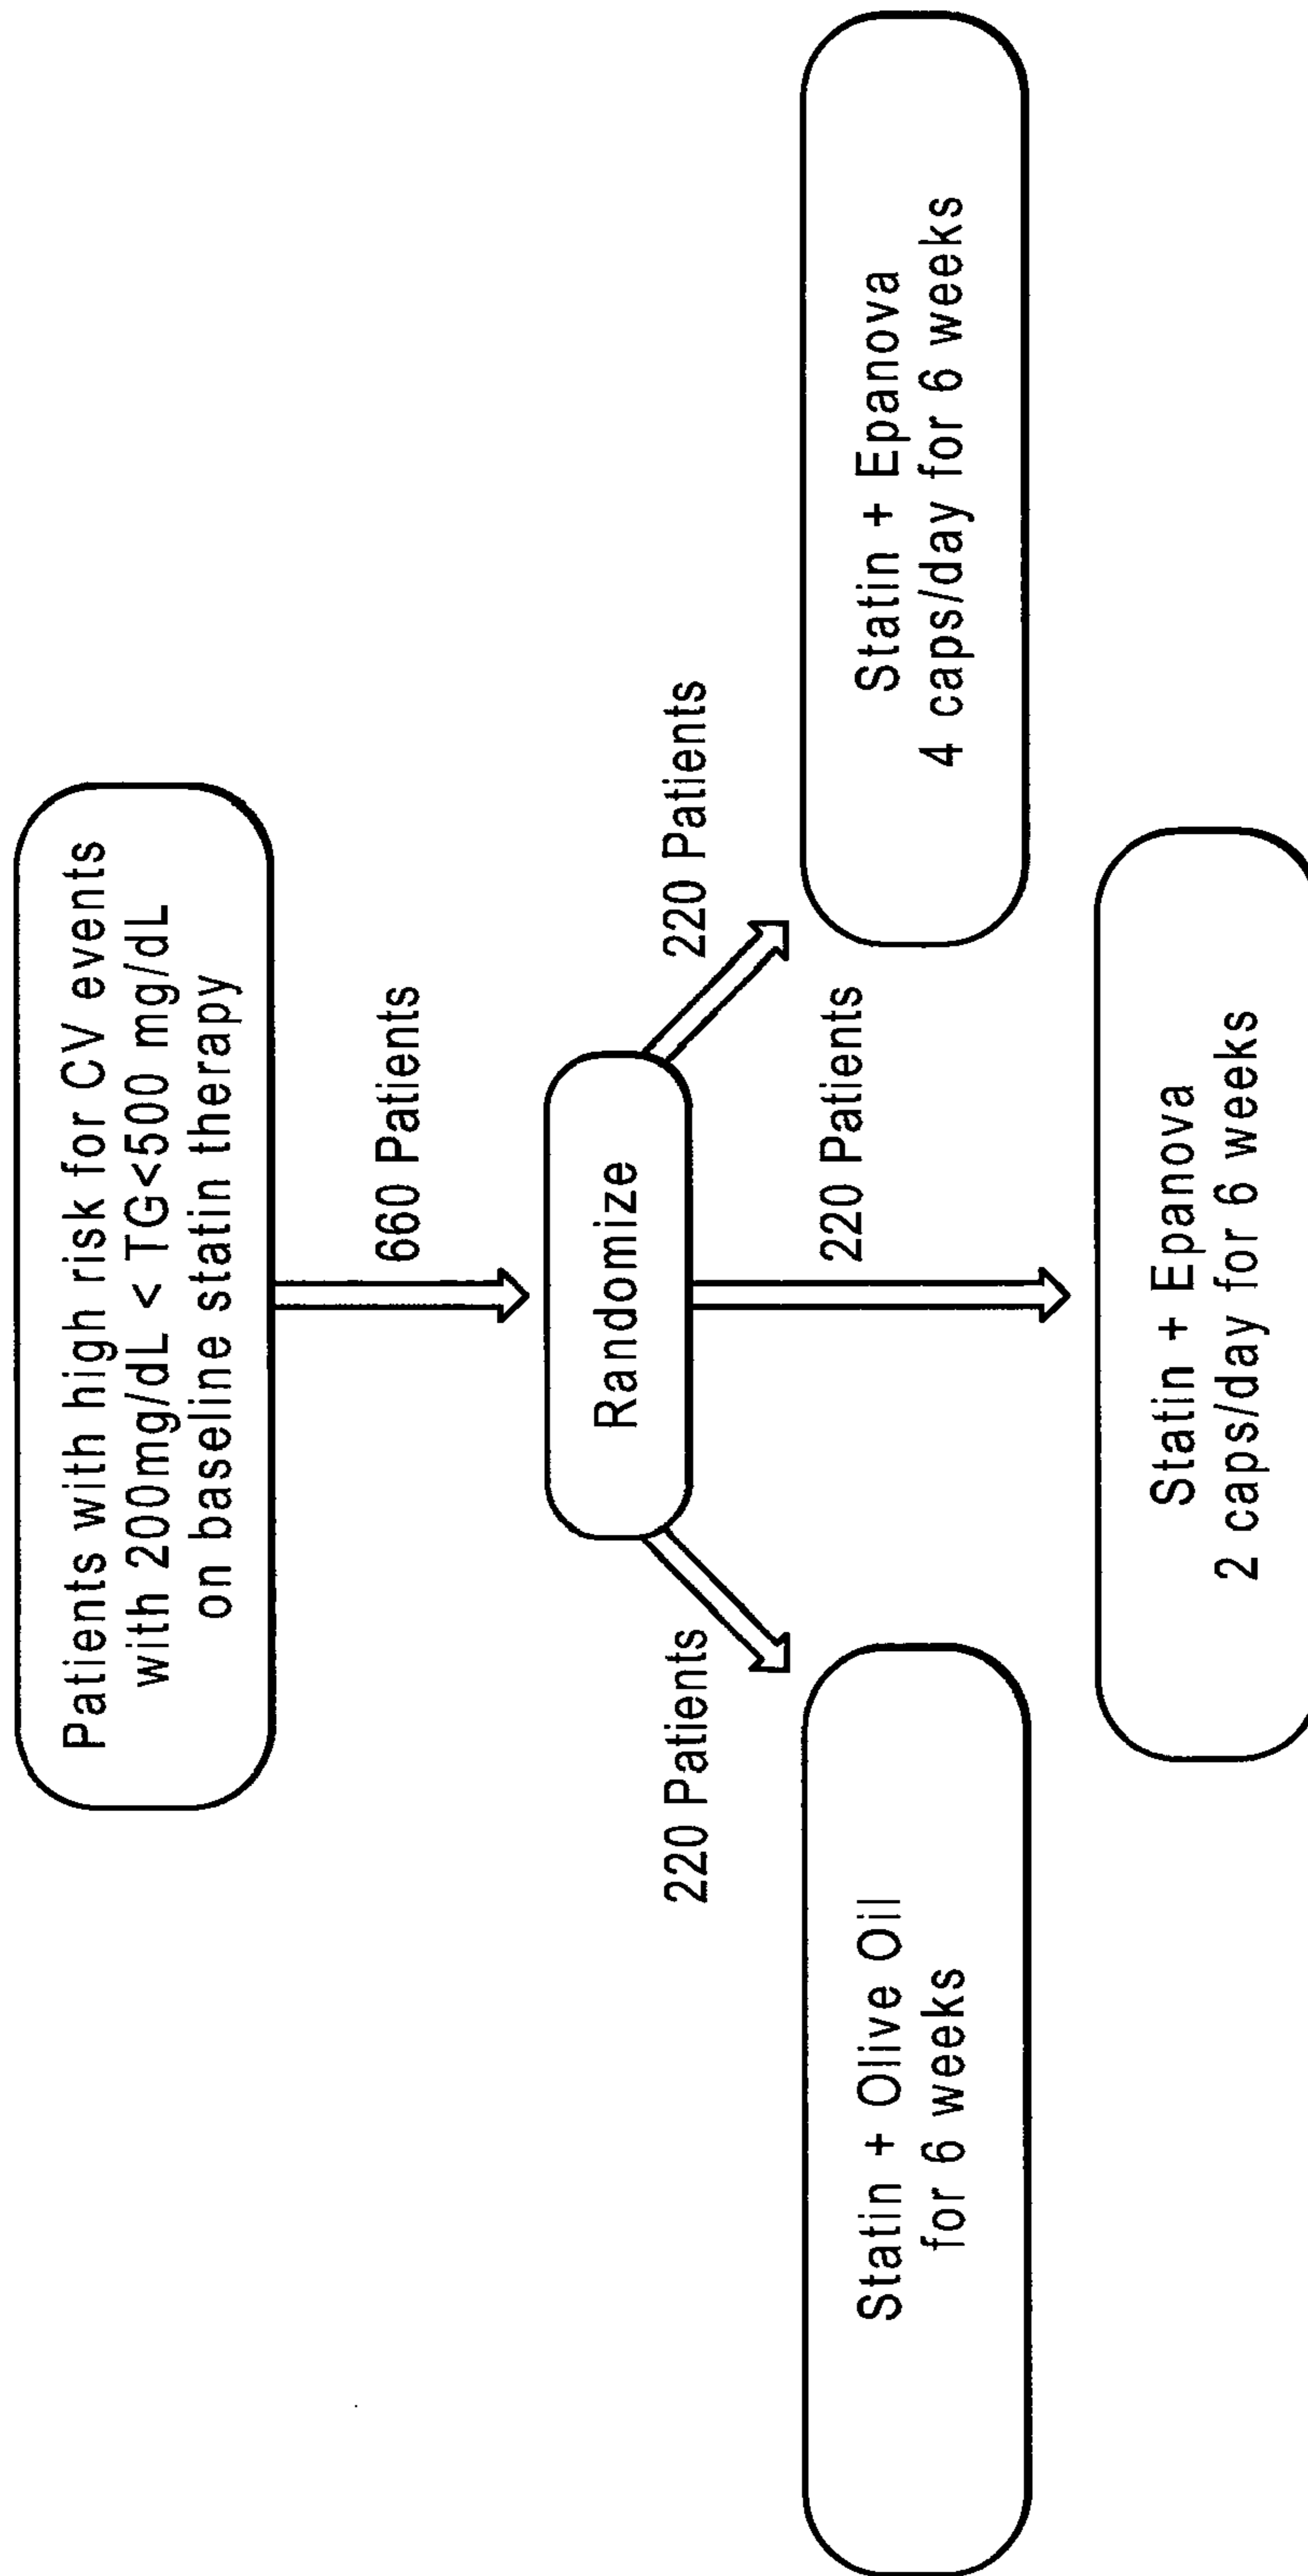 Patients with high risk for CV events
with 200mg/dL < TG<500 mg/dL
on baseline statin therapy
660 Patients
Randomize
220 Patients
220 Patients
220 Patients
Statin + Olive Oil
for 6 weeks
Statin + Epanova
4 caps/day for 6 weeks
Statin + Epanova
2 caps/day for 6 weeks